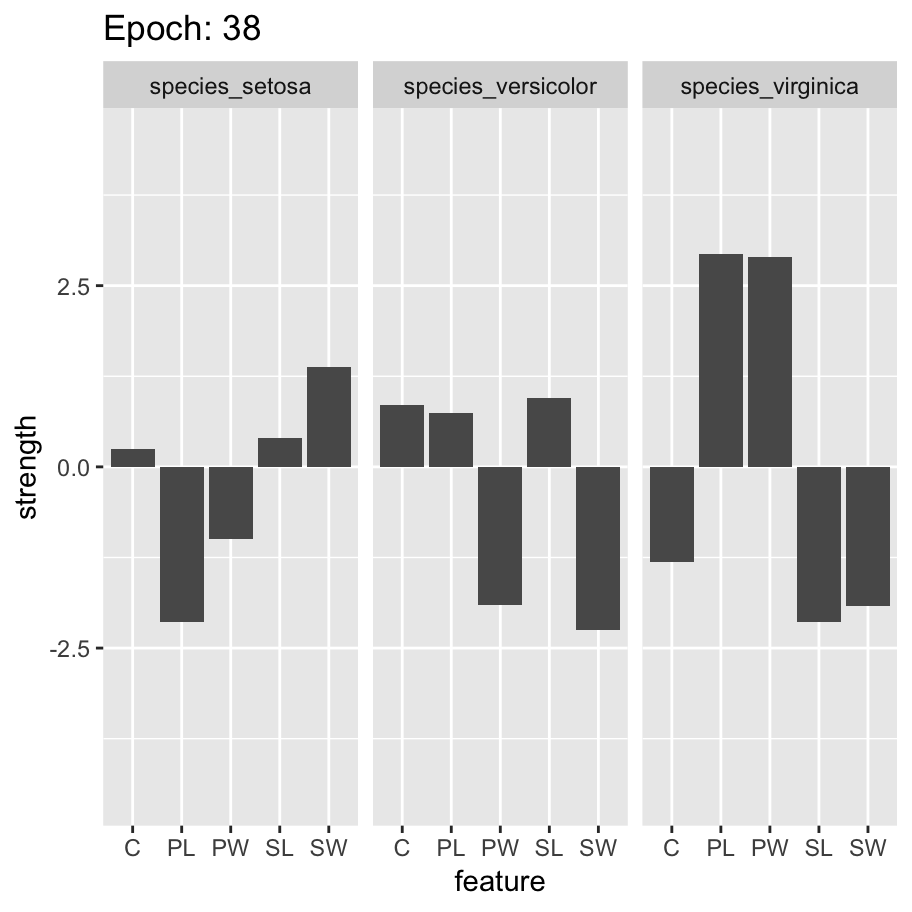 Epoch: 38
species_setosa species_versicolor species_virginica
2.5
0.0
-2.5
strength
C PL PW SL SW C PL PW SL SW C PL PW SL SW
feature